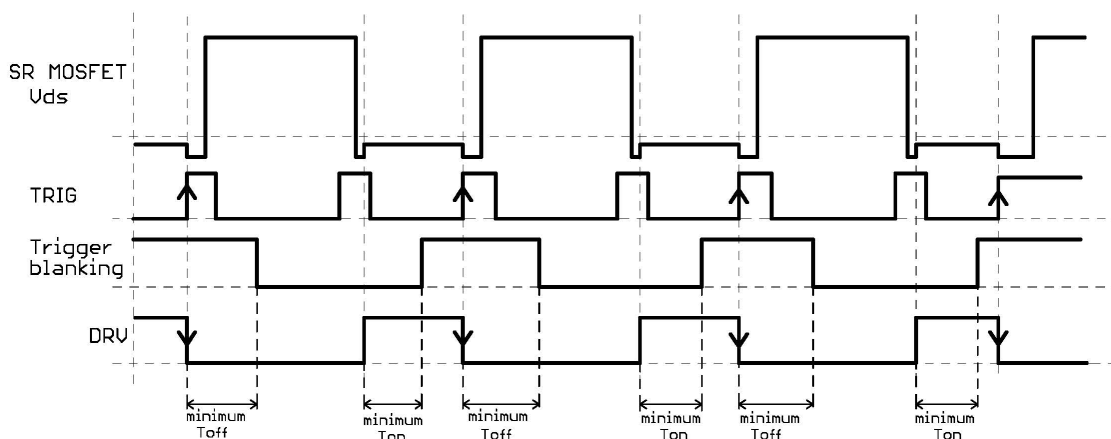 SR MOSFET
Vds
TRIG
Trigger
blanking
DRV
minimum
Toff
minimum
Ton
minimum
Toff
minimum
Ton
minimum
Toff
minimum
Ton